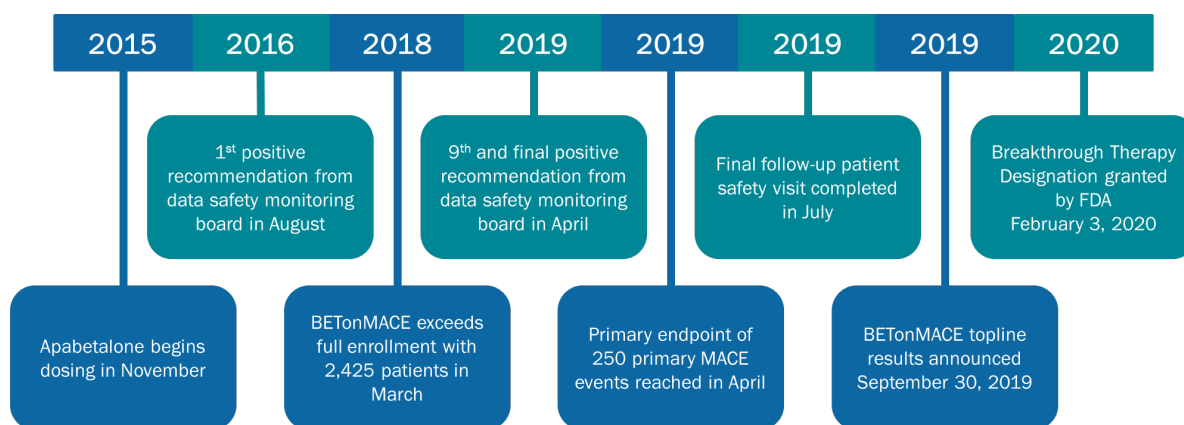 2015 2016 2018 2019 2019 2019 2019 2020
1st positive
recommendation from
data safety monitoring
board in August
9th and final positive
recommendation from
data safety monitoring
board in April
Final follow-up patient
safety visit completed
in July
Breakthrough Therapy
Designation granted
by FDA
February 3, 2020
Apabetalone begins
dosing in November
BETonMACE exceeds
full enrollment with
2,425 patients in
March
Primary endpoint of
250 primary MACE
events reached in April
BETonMACE topline
results announced
September 30, 2019